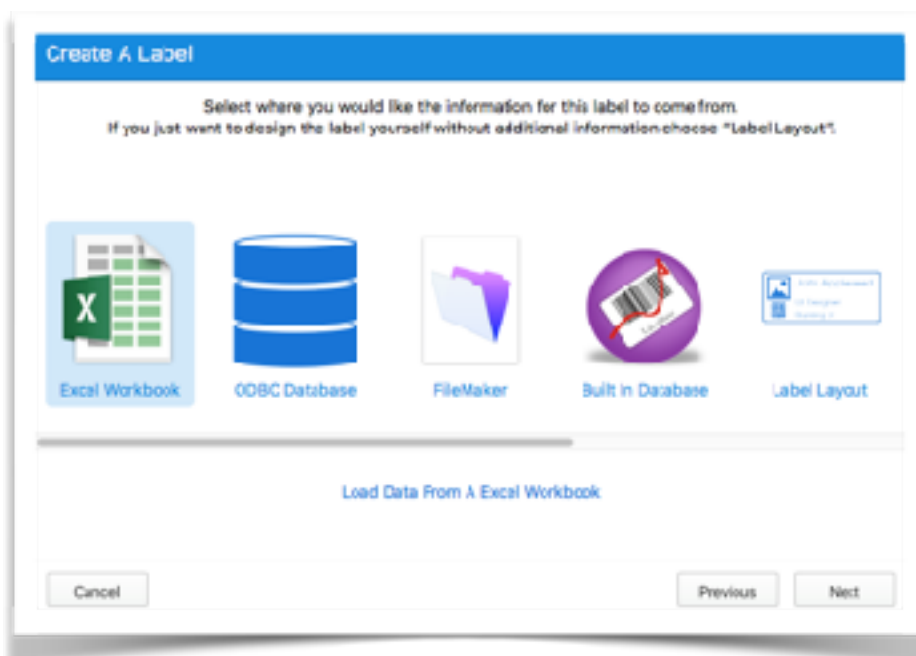 Create A Label
Select where you would like the information for this label to come from.
If you just want to design the label yourself without additional information choose "Label Layout".
Excel Workbook
ODBC Database
FileMaker
Built In Database
Label Layout
Load Data From A Excel Workbook
Cancel
Previous
Next